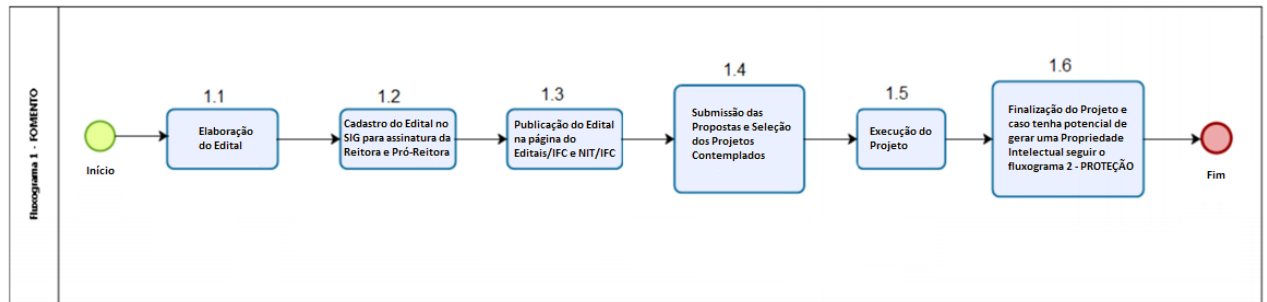 Fluxograma 1 - FOMENTO
Início
1.1
Elaboração
do Edital
1.2
Cadastro do Edital no
SIG para assinatura da
Reitora e Pró-Reitora
1.3
Publicação do Edital
na página do
Editais/IFC e NIT/IFC
1.4
Submissão das
Propostas e Seleção
dos Projetos
Contemplados
1.5
Execução do
Projeto
1.6
Finalização do Projeto e
caso tenha potencial de
gerar uma Propriedade
Intelectual seguir o
fluxograma 2 - PROTEÇÃO
Fim